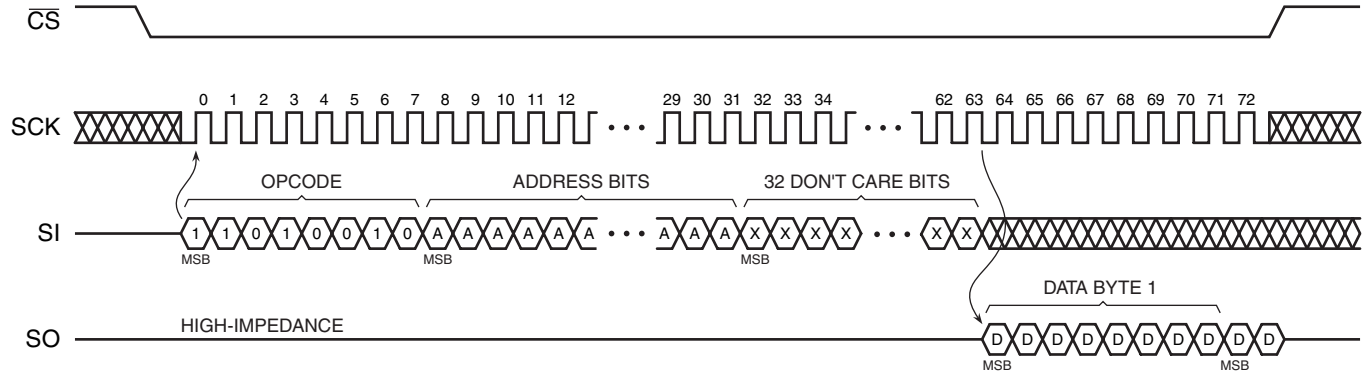 CS
0 1 2 3 4 5 6 7 8 9 10 11 12 29 30 31 32 33 34 62 63 64 65 66 67 68 69 70 71 72
SCK • • • • • •
OPCODE ADDRESS BITS 32 DON'T CARE BITS
SI 1 1 0 1 0 0 1 0 A A A A A A • • • A A A X X X X • • • X X
MSB MSB MSB
DATA BYTE 1
HIGH-IMPEDANCE
SO D D D D D D D D D D
MSB MSB